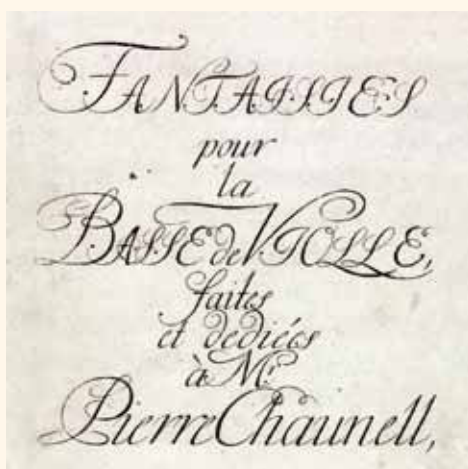 FANTAISIES
pour
la
BASSE de VIOLLE,
faites
et dediées
à Mr
Pierre Chaunell,